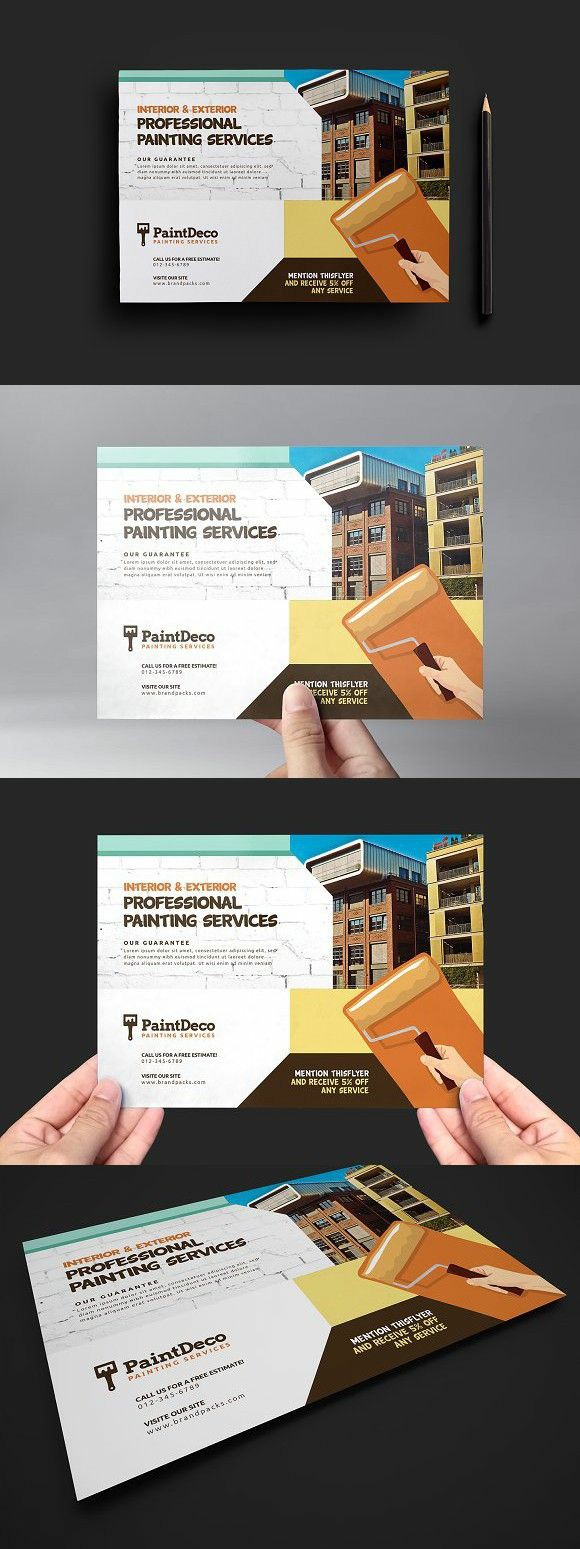 INTERIOR & EXTERIOR
PROFESSIONAL
PAINTING SERVICES
OUR GUARANTEE
Lorem ipsum dolor sit amet, consectetuer adipiscing elit, sed
diam nonummy nibh euismod tincidunt ut laoreet dolore
magna aliquam erat volutpat. Ut wisi enim ad minim veniam
PaintDeco
PAINTING SERVICES
CALL US FOR A FREE ESTIMATE!
012-345-6789
VISITE OUR SITE
www.brandpacks.com
MENTION THISFLYER
AND RECEIVE 5% OFF
ANY SERVICE
INTERIOR & EXTERIOR
PROFESSIONAL
PAINTING SERVICES
OUR GUARANTEE
Lorem ipsum dolor sit amet, consectetuer adipiscing elit, sed
diam nonummy nibh euismod tincidunt ut laoreet dolore
magna aliquam erat volutpat. Ut wisi enim ad minim veniam
PaintDeco
PAINTING SERVICES
CALL US FOR A FREE ESTIMATE!
012-345-6789
VISITE OUR SITE
www.brandpacks.com
MENTION THISFLYER
RECEIVE 5% OFF
ANY SERVICE
INTERIOR & EXTERIOR
PROFESSIONAL
PAINTING SERVICES
OUR GUARANTEE
Lorem ipsum dolor sit amet, consectetuer adipiscing elit, sed
diam nonummy nibh euismod tincidunt ut laoreet dolore
magna aliquam erat volutpat. Ut wisi enim ad minim veniam
PaintDeco
PAINTING SERVICES
CALL US FOR A FREE ESTIMATE!
012-345-6789
VISITE OUR SITE
www.brandpacks.com
MENTION THISFLYER
AND RECEIVE 5% OFF
ANY SERVICE
INTERIOR & EXTERIOR
PROFESSIONAL
PAINTING SERVICES
OUR GUARANTEE
Lorem ipsum dolor sit amet, consectetuer adipiscing elit, sed
diam nonummy nibh euismod tincidunt ut laoreet dolore
magna aliquam erat volutpat. Ut wisi enim ad minim veniam
PaintDeco
PAINTING SERVICES
CALL US FOR A FREE ESTIMATE!
012-345-6789
VISITE OUR SITE
www.brandpacks.com
MENTION THISFLYER
AND RECEIVE 5% OFF
ANY SERVICE